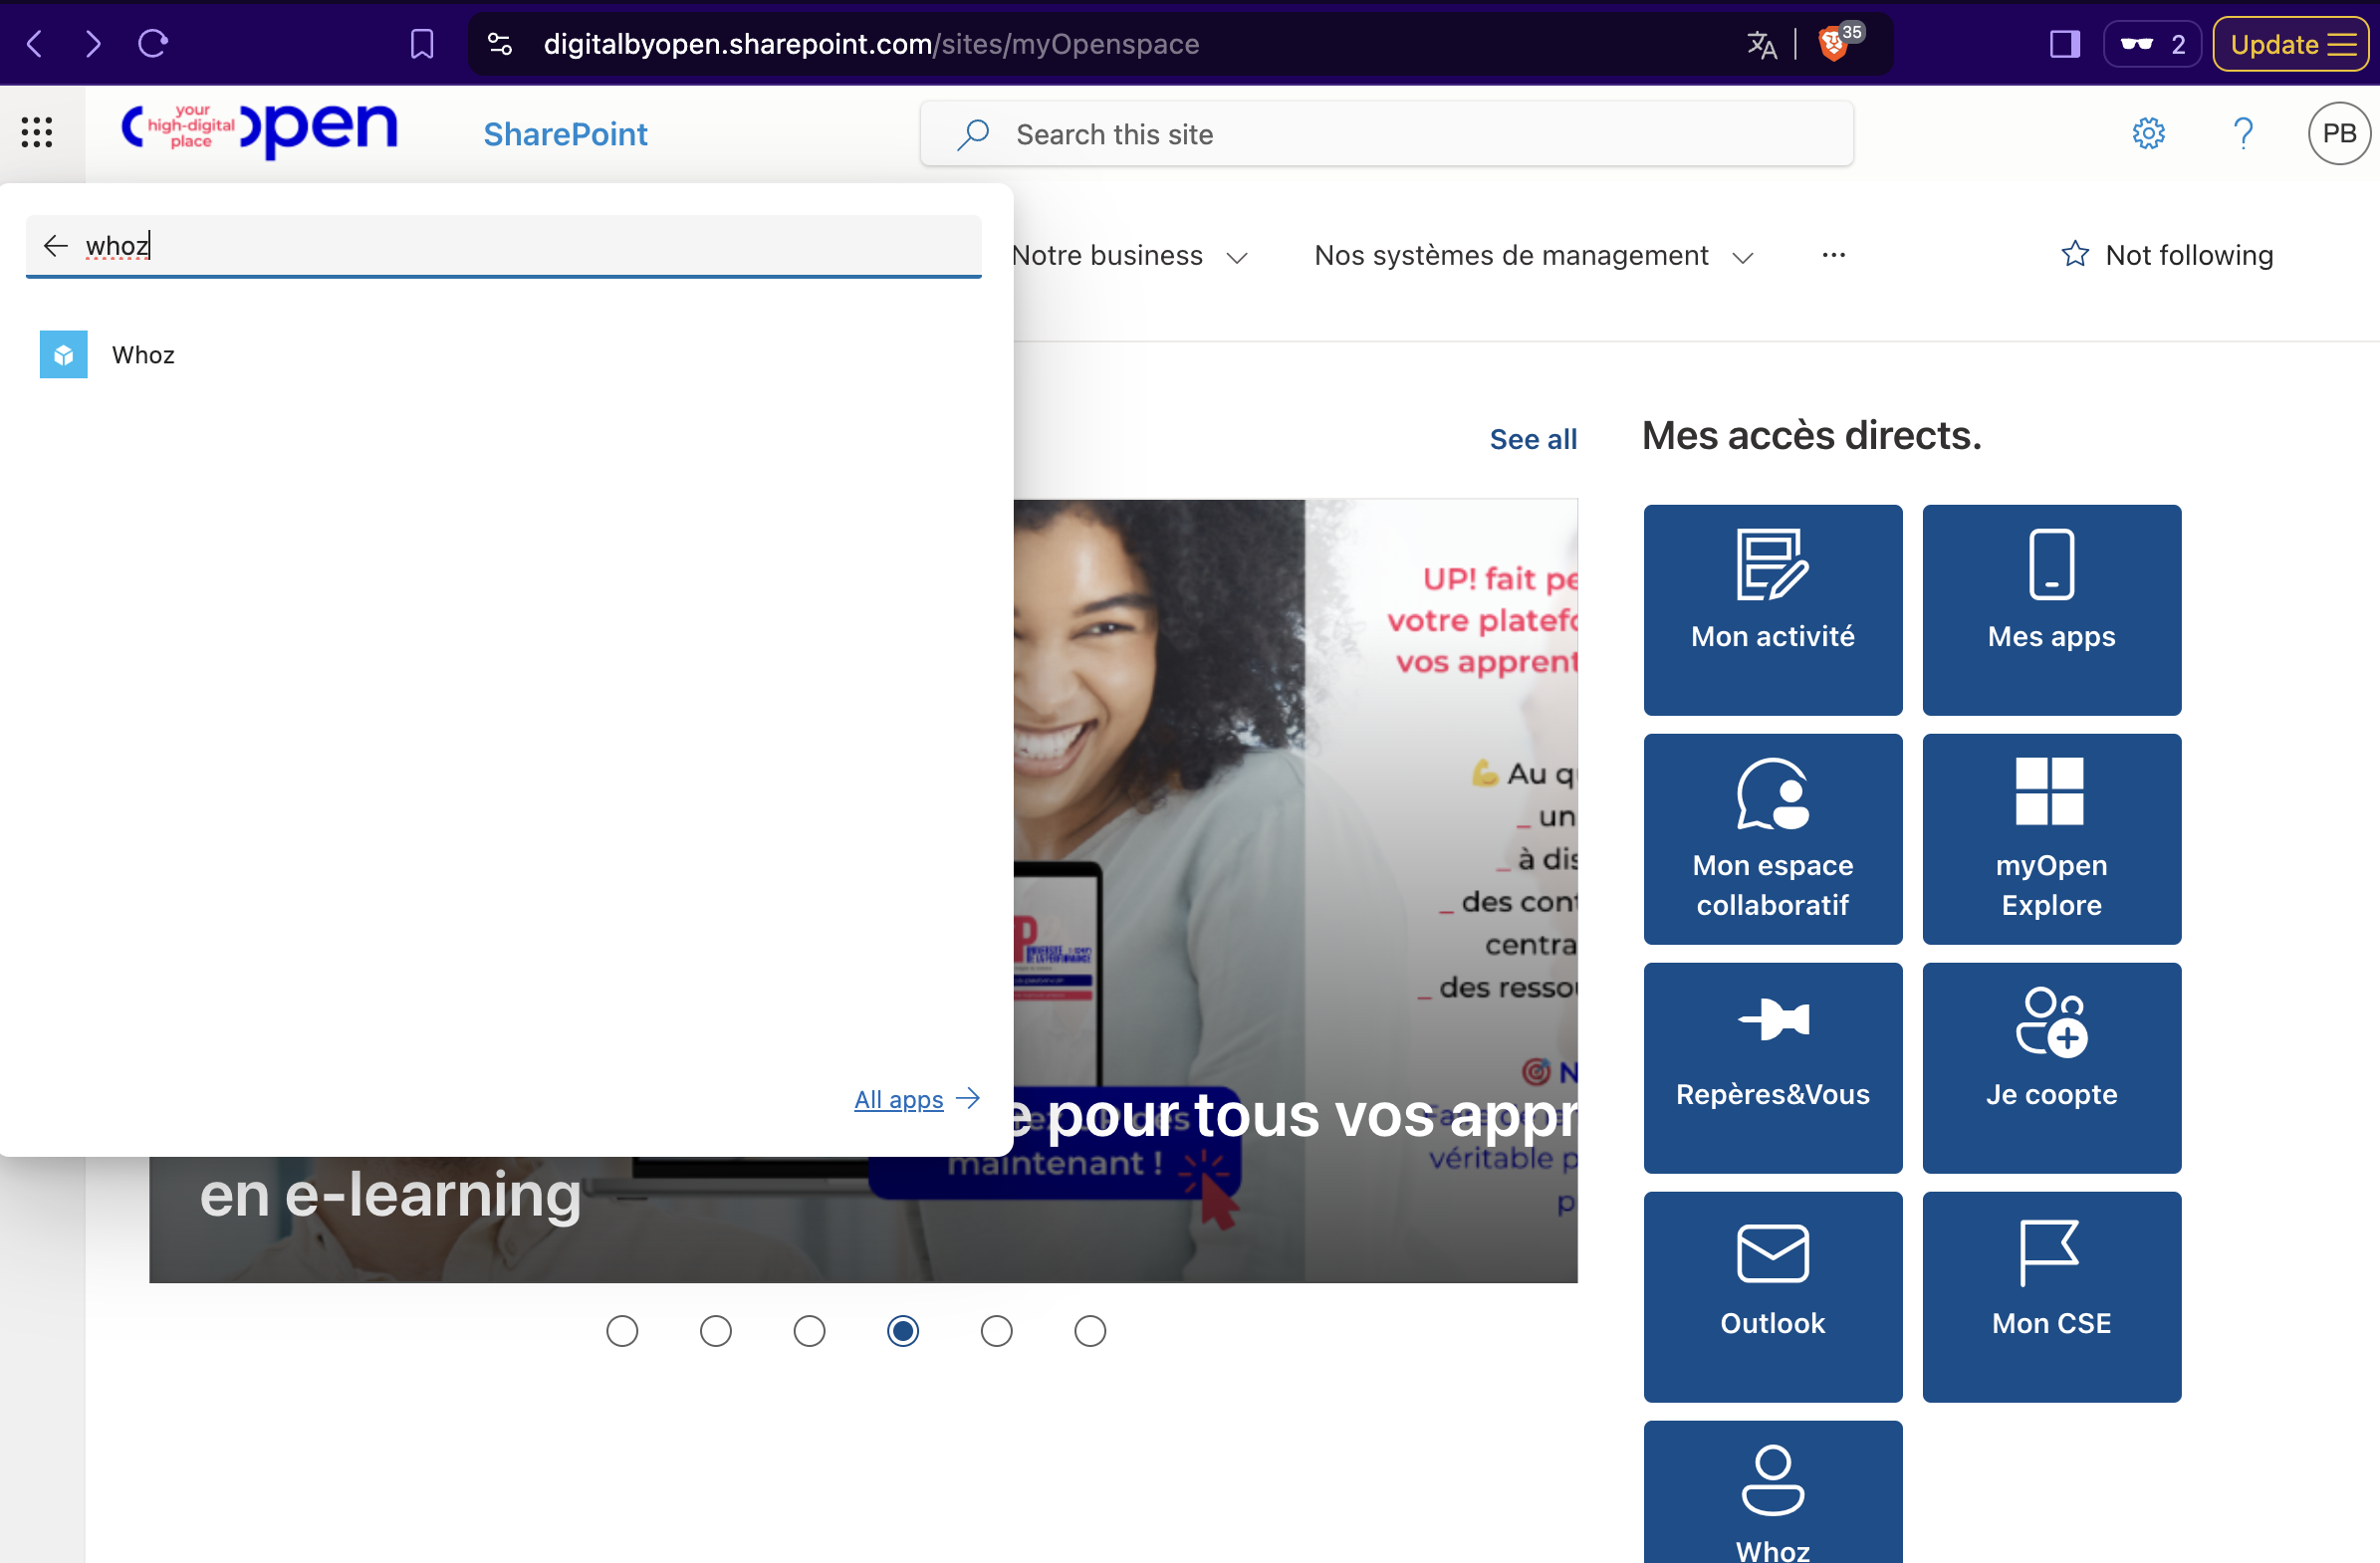 digitalbyopen.sharepoint.com/sites/myOpenspace
35
2
Update
your
high-digital
place
open
SharePoint
Search this site
PB
whoz
Notre business
Nos systèmes de management
...
Not following
Whoz
See all
Mes accès directs.
UP! fait pe
votre platefo
vos apprent
Au q
_ un
_ à dis
_ des cont
centra
_ des ressou
N
Mon activité
Mes apps
Mon espace
collaboratif
myOpen
Explore
Repères&Vous
Je coopte
Outlook
Mon CSE
Whoz
All apps
e pour tous vos appr
en e-learning
maintenant !
véritable p
p